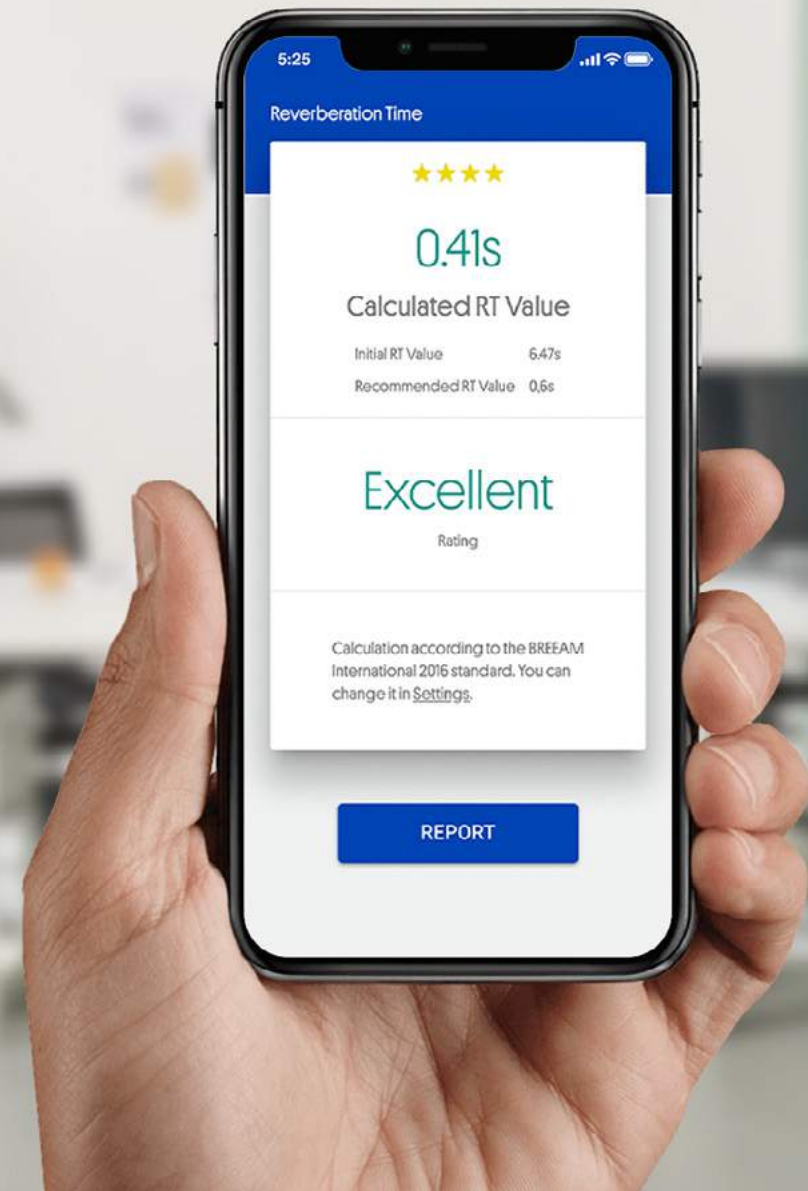 5:25
Reverberation Time
0.41s
Calculated RT Value
Initial RT Value 6.47s
Recommended RT Value 0,6s
Excellent
Rating
Calculation according to the BREEAM
International 2016 standard. You can
change it in Settings.
REPORT